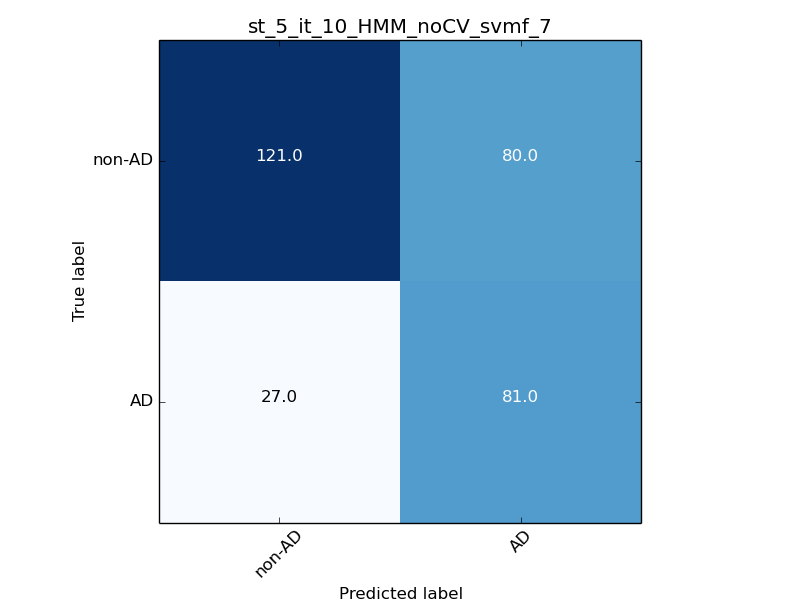 st_5_it_10_HMM_noCV_svmf_7
non-AD
121.0
80.0
True label
AD
27.0
81.0
non-AD
AD
Predicted label